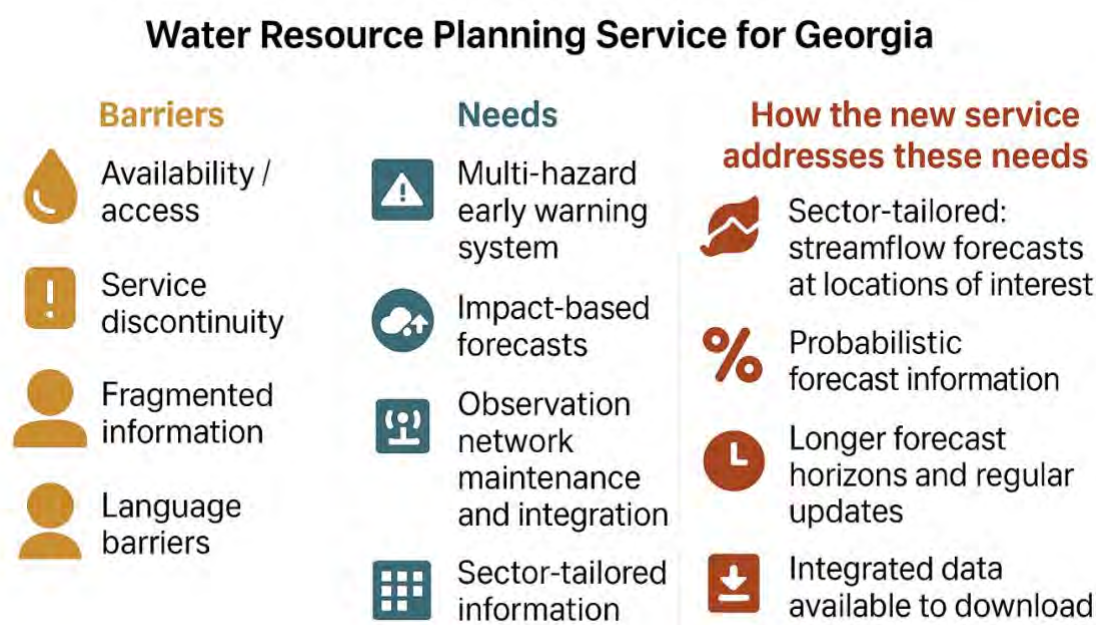 Water Resource Planning Service for Georgia
Barriers
Availability /
access
Service
discontinuity
Fragmented
information
Language
barriers
Needs
Multi-hazard
early warning
system
Impact-based
forecasts
Observation
network
maintenance
and integration
Sector-tailored
information
How the new service
addresses these needs
Sector-tailored:
streamflow forecasts
at locations of interest
Probabilistic
forecast information
Longer forecast
horizons and regular
updates
Integrated data
available to download